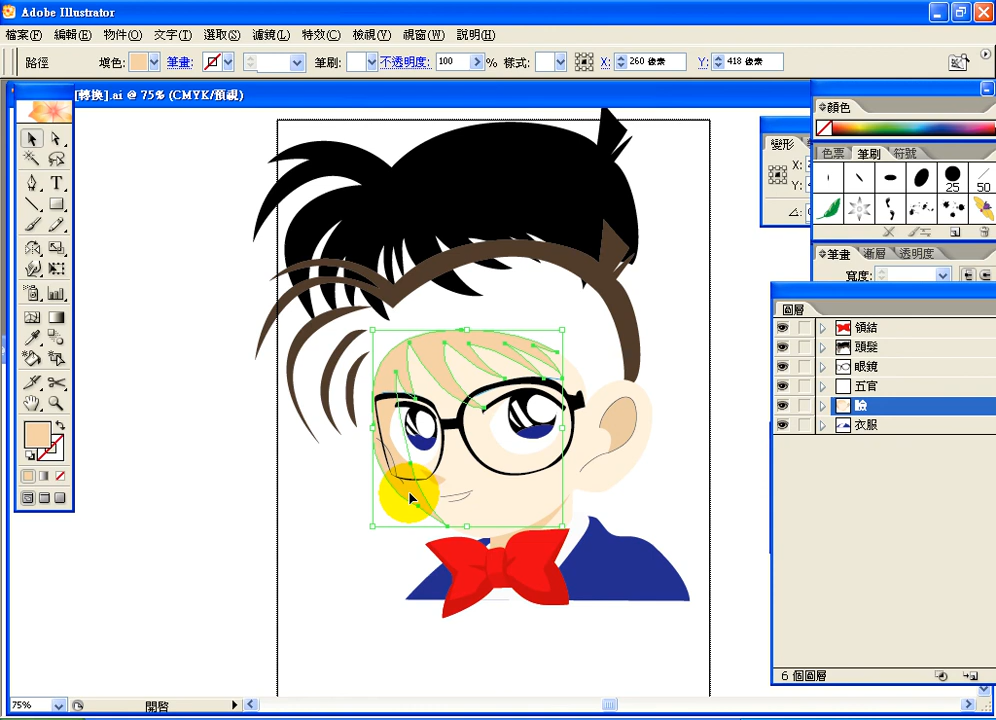 Adobe Illustrator
檔案(F) 編輯(E) 物件(O) 文字(T) 選取(S) 濾鏡(L) 特效(C) 檢視(V) 視窗(W) 說明(H)
路徑 填色: 筆畫: 筆刷: 不透明度: 100 % 樣式: X: 260 像素 Y: 418 像素
[轉換].ai @ 75% (CMYK/預視)
顏色
變形
色票 筆刷 符號
X:
Y:
25 50
筆畫 漸層 透明度
寬度:
圖層
領結
頭髮
眼鏡
五官
臉
衣服
6 個圖層
75% 開啓